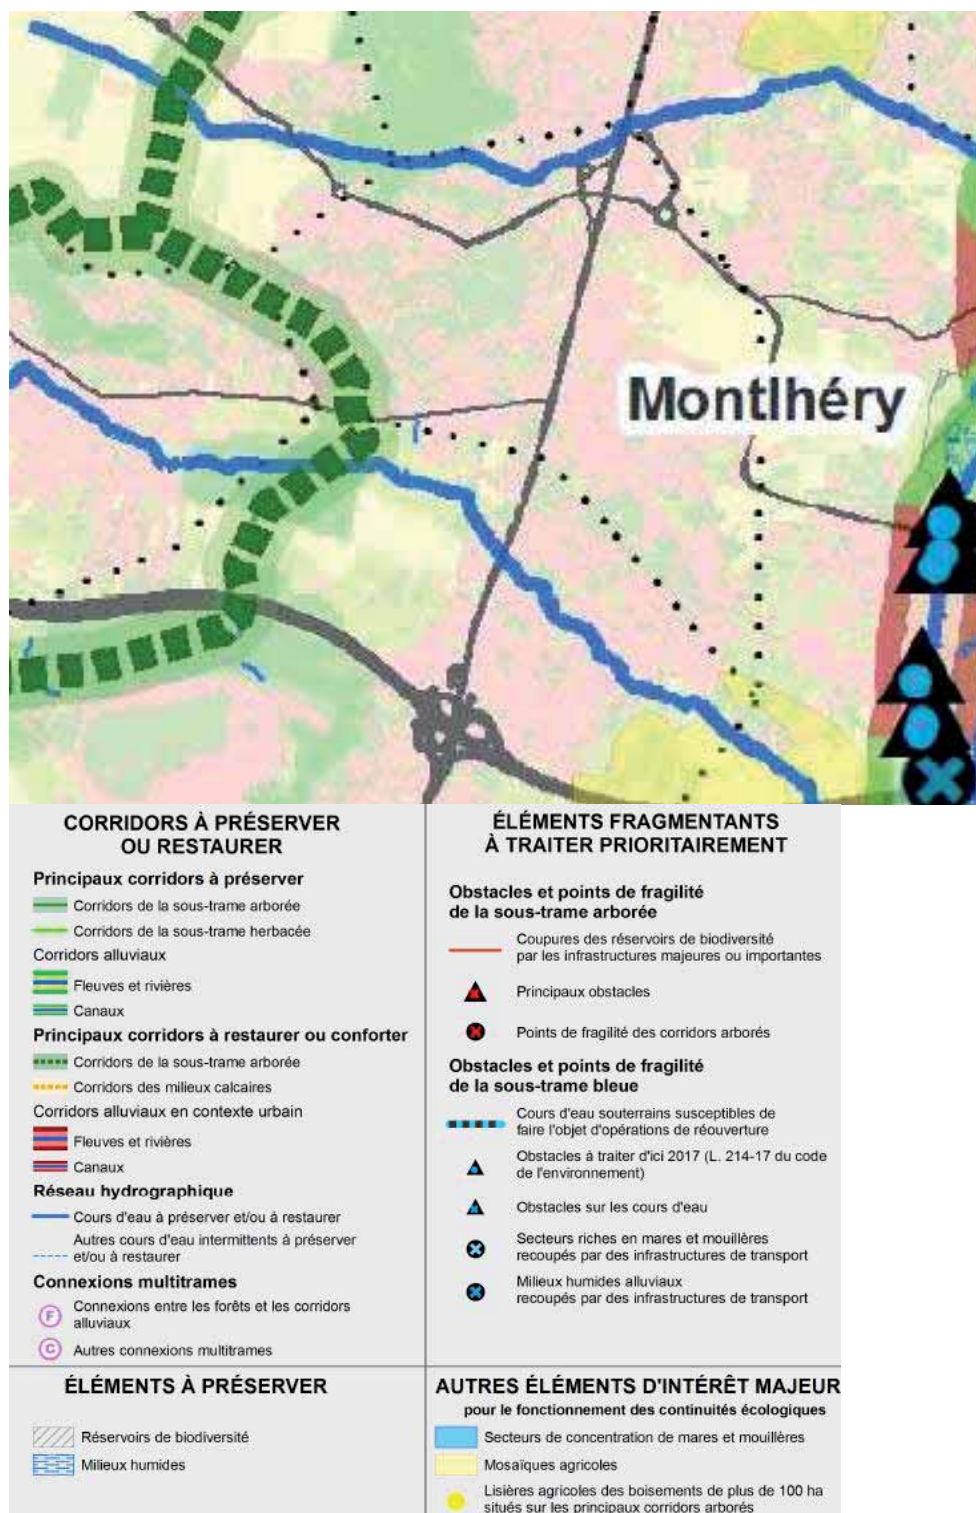 Montlhéry
CORRIDORS À PRÉSERVER
OU RESTAURER
Principaux corridors à préserver
Corridors de la sous-trame arborée
Corridors de la sous-trame herbacée
Corridors alluviaux
Fleuves et rivières
Canaux
Principaux corridors à restaurer ou conforter
Corridors de la sous-trame arborée
Corridors des milieux calcaires
Corridors alluviaux en contexte urbain
Fleuves et rivières
Canaux
Réseau hydrographique
Cours d'eau à préserver et/ou à restaurer
Autres cours d'eau intermittents à préserver
et/ou à restaurer
Connexions multitrames
F
Connexions entre les forêts et les corridors
alluviaux
C
Autres connexions multitrames
ÉLÉMENTS FRAGMENTANTS
À TRAITER PRIORITAIREMENT
Obstacles et points de fragilité
de la sous-trame arborée
Coupures des réservoirs de biodiversité
par les infrastructures majeures ou importantes
Principaux obstacles
Points de fragilité des corridors arborés
Obstacles et points de fragilité
de la sous-trame bleue
Cours d'eau souterrains susceptibles de
faire l'objet d'opérations de réouverture
Obstacles à traiter d'ici 2017 (L. 214-17 du code
de l'environnement)
Obstacles sur les cours d'eau
Secteurs riches en mares et mouillères
recoupés par des infrastructures de transport
Milieux humides alluviaux
recoupés par des infrastructures de transport
ÉLÉMENTS À PRÉSERVER
Réservoirs de biodiversité
Milieux humides
AUTRES ÉLÉMENTS D'INTÉRÊT MAJEUR
pour le fonctionnement des continuités écologiques
Secteurs de concentration de mares et mouillères
Mosaïques agricoles
Lisières agricoles des boisements de plus de 100 ha
situés sur les principaux corridors arborés